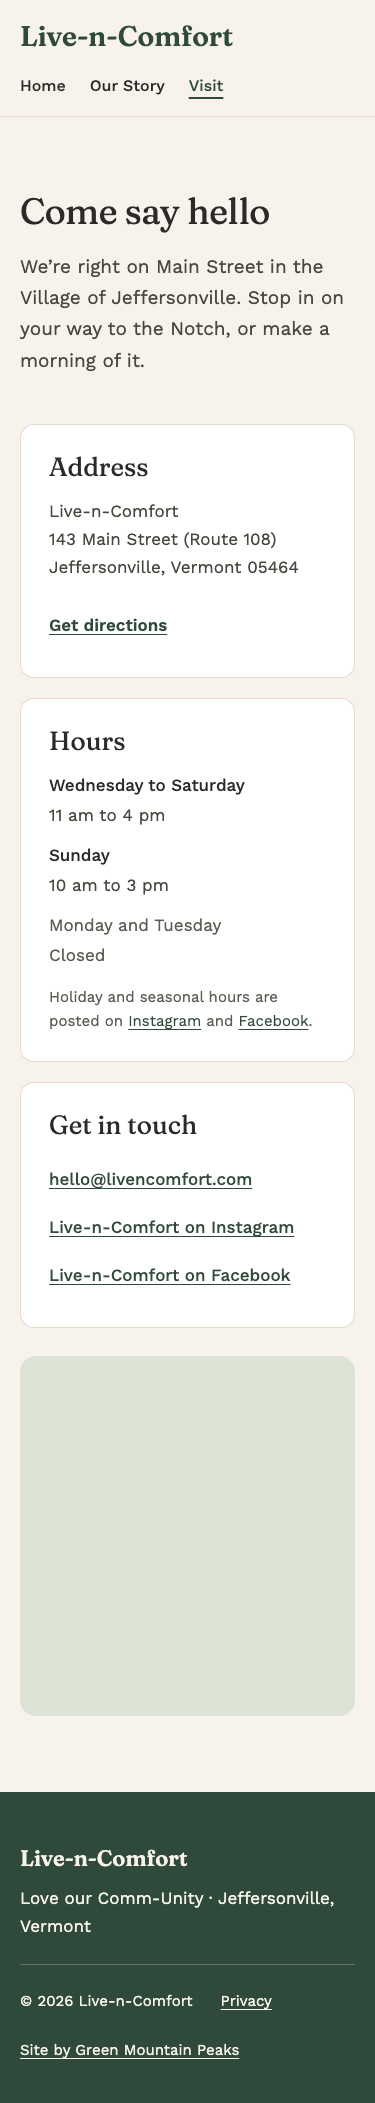 Live-n-Comfort
Home Our Story Visit
Come say hello
We’re right on Main Street in the
Village of Jeffersonville. Stop in on
your way to the Notch, or make a
morning of it.
Address
Live-n-Comfort
143 Main Street (Route 108)
Jeffersonville, Vermont 05464
Get directions
Hours
Wednesday to Saturday
11 am to 4 pm
Sunday
10 am to 3 pm
Monday and Tuesday
Closed
Holiday and seasonal hours are
posted on Instagram and Facebook.
Get in touch
hello@livencomfort.com
Live-n-Comfort on Instagram
Live-n-Comfort on Facebook
Live-n-Comfort
Love our Comm-Unity · Jeffersonville,
Vermont
© 2026 Live-n-Comfort Privacy
Site by Green Mountain Peaks